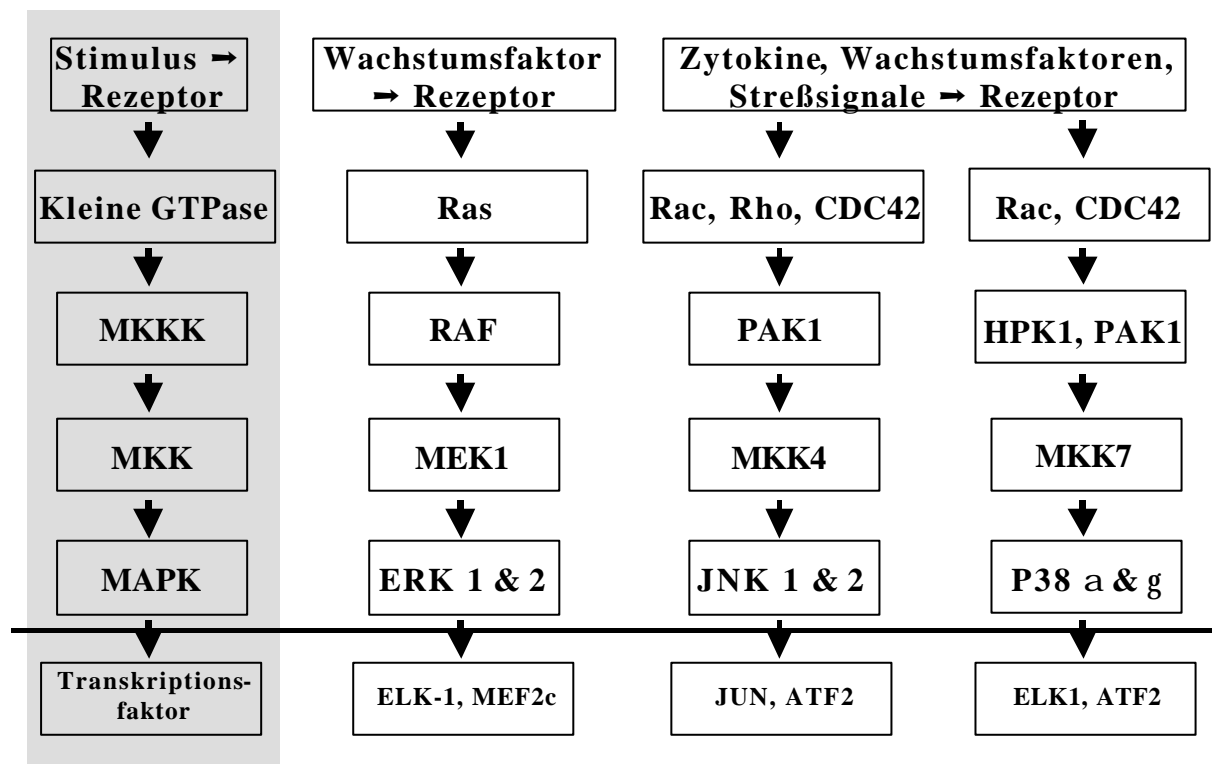 Stimulus ➞
Rezeptor
Wachstumsfaktor
➞ Rezeptor
Zytokine, Wachstumsfaktoren,
Streßsignale ➞ Rezeptor
Kleine GTPase
Ras
Rac, Rho, CDC42
Rac, CDC42
MKKK
RAF
PAK1
HPK1, PAK1
MKK
MEK1
MKK4
MKK7
MAPK
ERK 1 & 2
JNK 1 & 2
P38 a & g
Transkriptions-
faktor
ELK-1, MEF2c
JUN, ATF2
ELK1, ATF2